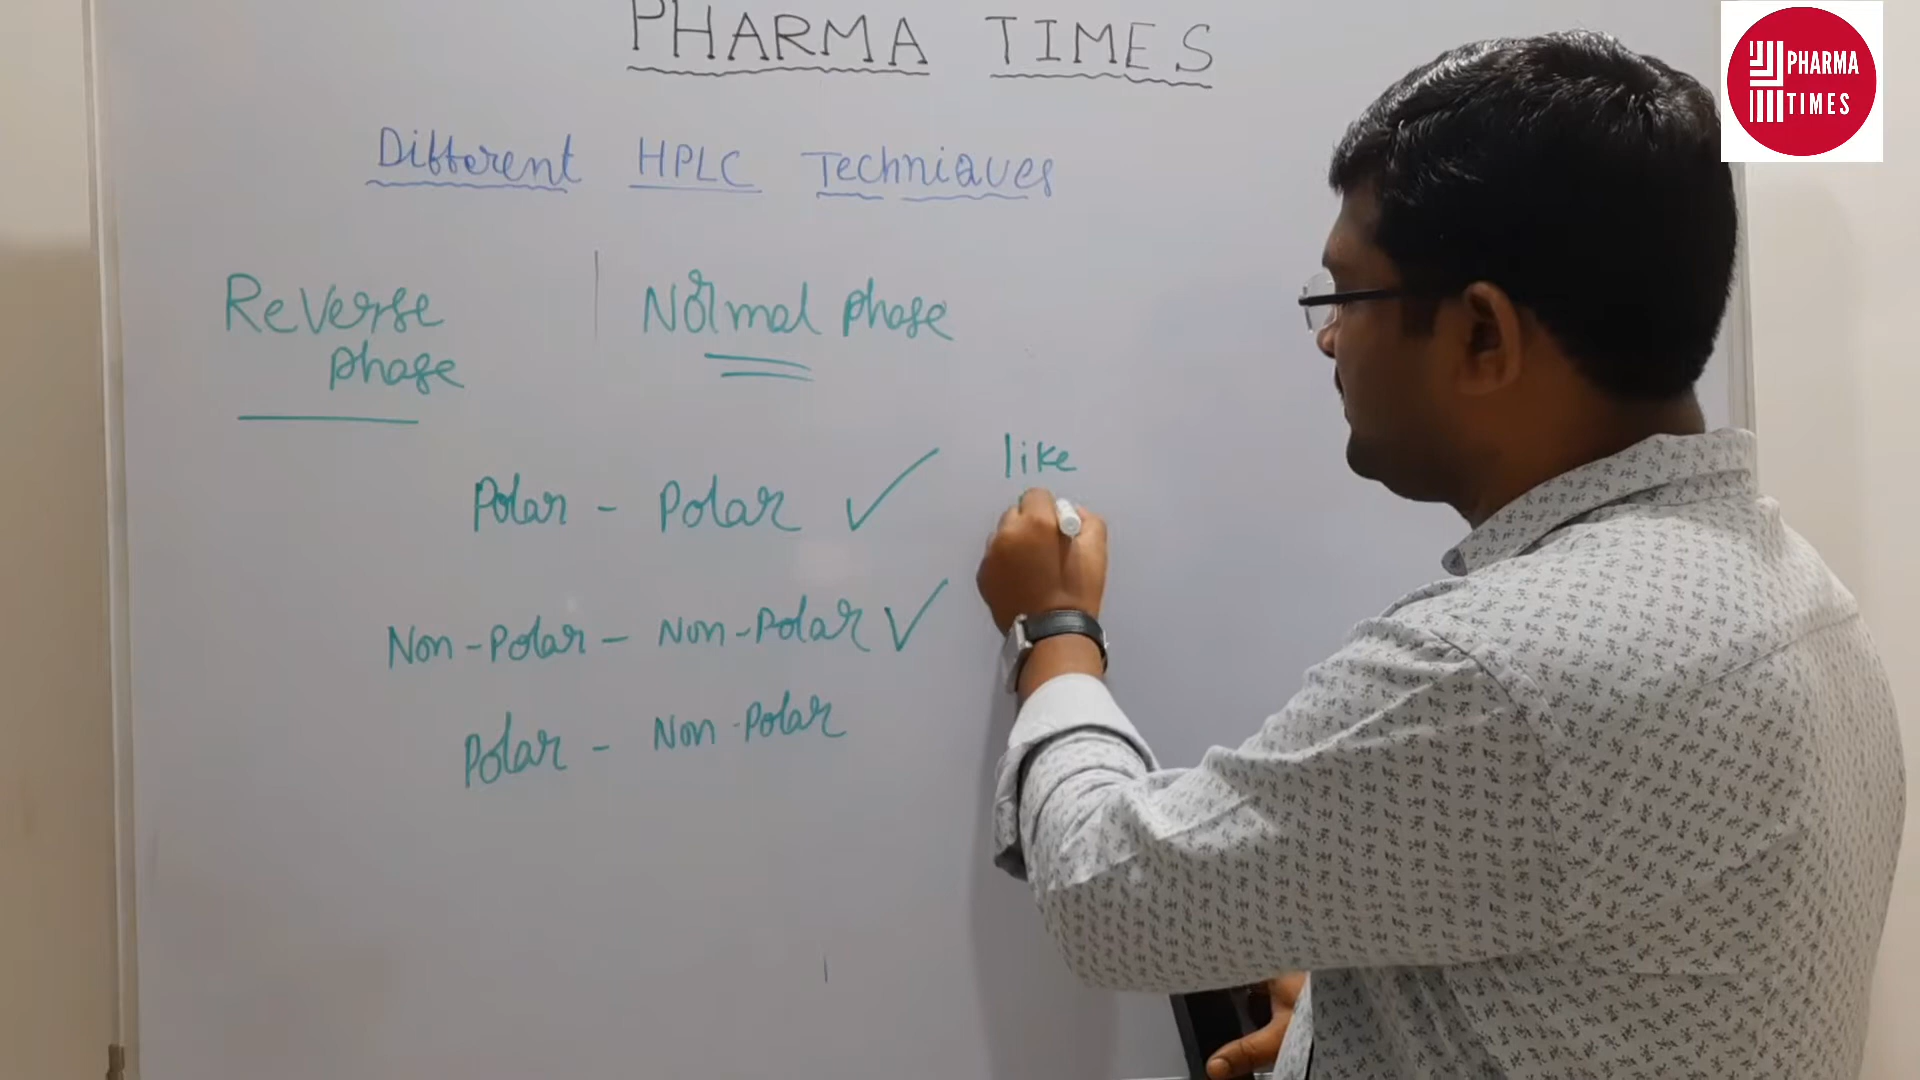 PHARMA TIMES
PHARMA
TIMES
Different HPLC Techniques
Reverse
phase
Normal phase
Polar - Polar ✓
like
Non-Polar - Non-Polar ✓
Polar - Non-Polar